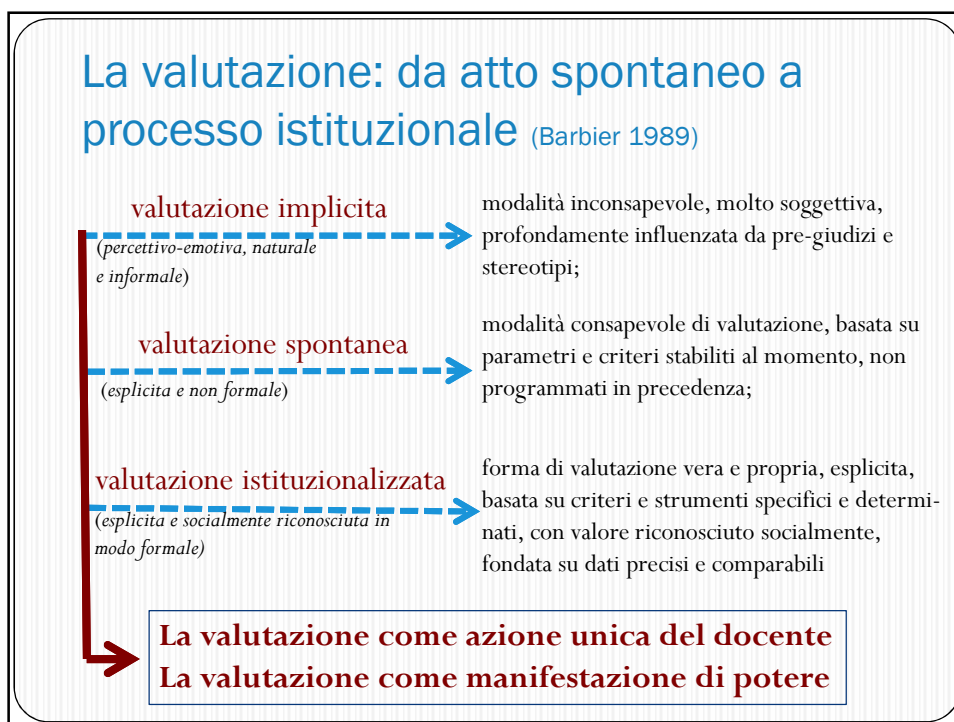 La valutazione: da atto spontaneo a
processo istituzionale (Barbier 1989)
valutazione implicita
(percettivo-emotiva, naturale
e informale)
modalità inconsapevole, molto soggettiva,
profondamente influenzata da pre-giudizi e
stereotipi;
valutazione spontanea
(esplicita e non formale)
modalità consapevole di valutazione, basata su
parametri e criteri stabiliti al momento, non
programmati in precedenza;
valutazione istituzionalizzata
(esplicita e socialmente riconosciuta in
modo formale)
forma di valutazione vera e propria, esplicita,
basata su criteri e strumenti specifici e determi-
nati, con valore riconosciuto socialmente,
fondata su dati precisi e comparabili
La valutazione come azione unica del docente
La valutazione come manifestazione di potere